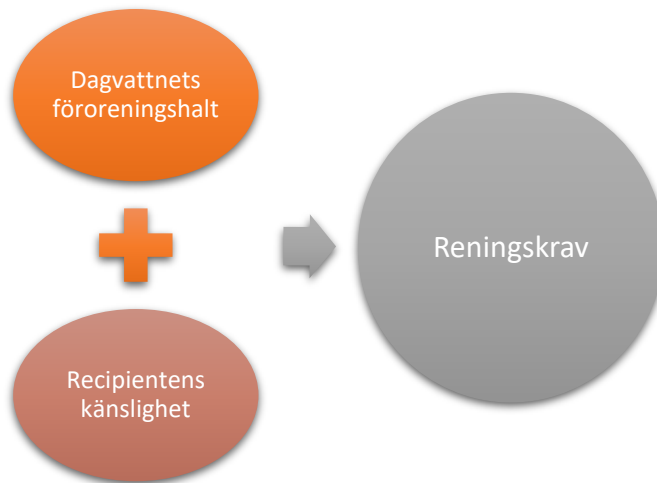 Dagvattnets
föroreningshalt
Recipientens
känslighet
Reningskrav